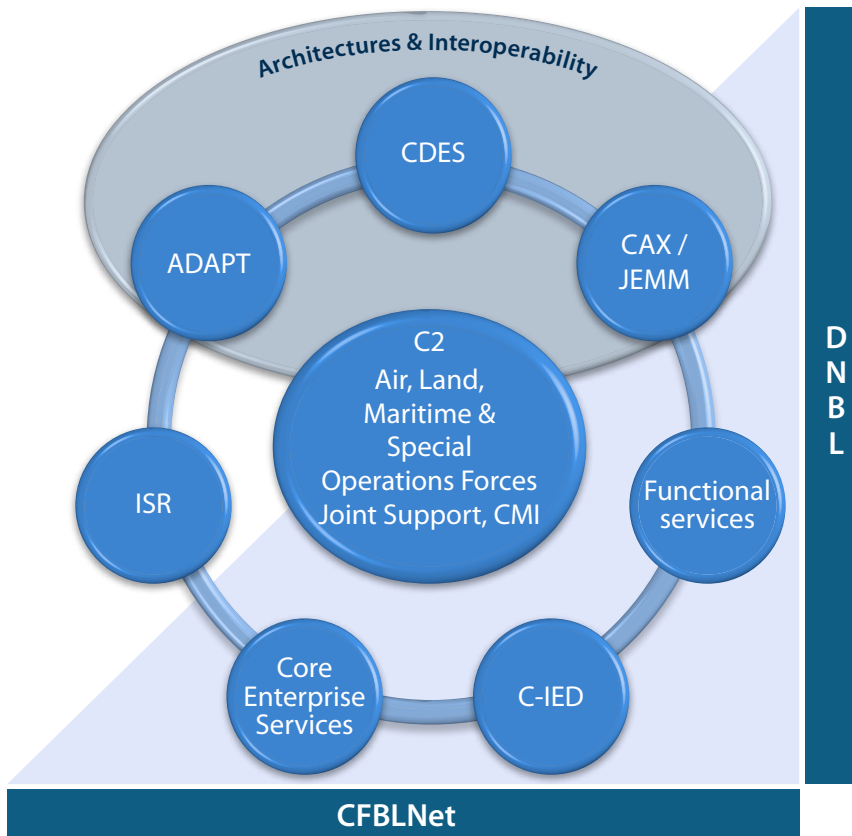 Architectures & Interoperability
CDES
ADAPT
CAX /
JEMM
C2
Air, Land,
Maritime &
Special
Operations Forces
Joint Support, CMI
ISR
Functional
services
Core
Enterprise
Services
C-IED
D
N
B
L
CFBLNet